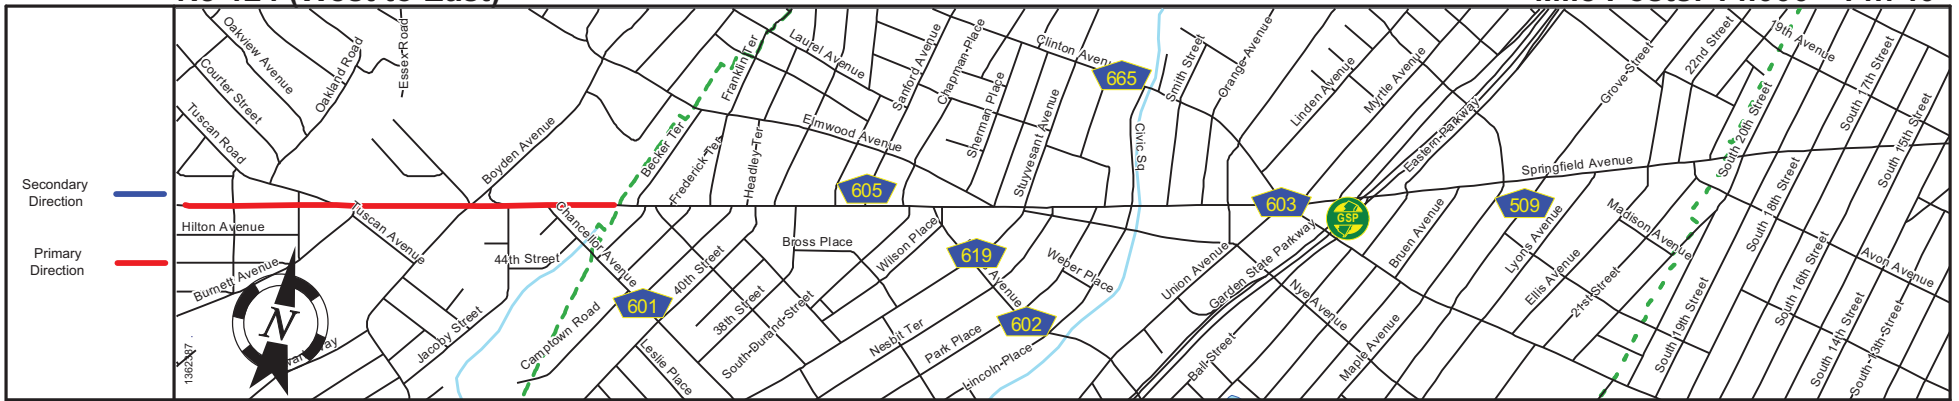 Secondary
Direction
Primary
Direction
Oakview Avenue
Oakland Road
Essex Road
Courter Street
Tuscan Road
Hilton Avenue
Burnett Avenue
Tuscan Avenue
Boyden Avenue
44th Street
Jacoby Street
Chancellor Avenue
Camptown Road
601
40th Street
38th Street
Leslie Place
South Durand Street
Becker Ter
Franklin Ter
Frederick Ter
Headley Ter
Laurel Avenue
Elmwood Avenue
605
Sanford Avenue
Chapman Place
Sherman Place
Stuyvesant Avenue
Clinton Avenue
665
Civic Sq
Smith Street
Orange Avenue
Bross Place
Wilson Place
619
Avenue
602
Nesbit Ter
Park Place
Lincoln Place
Weber Place
Union Avenue
Garden State Parkway
603
GSP
Linden Avenue
Myrtle Avenue
Eastern Parkway
Nye Avenue
Ball Street
Maple Avenue
Bruen Avenue
Springfield Avenue
509
Lyons Avenue
Ellis Avenue
21st Street
Madison Avenue
Grove Street
22nd Street
19th Avenue
South 20th Street
South 19th Street
South 18th Street
South 17th Street
South 16th Street
South 15th Street
South 14th Street
South 13th Street
Avon Avenue
N